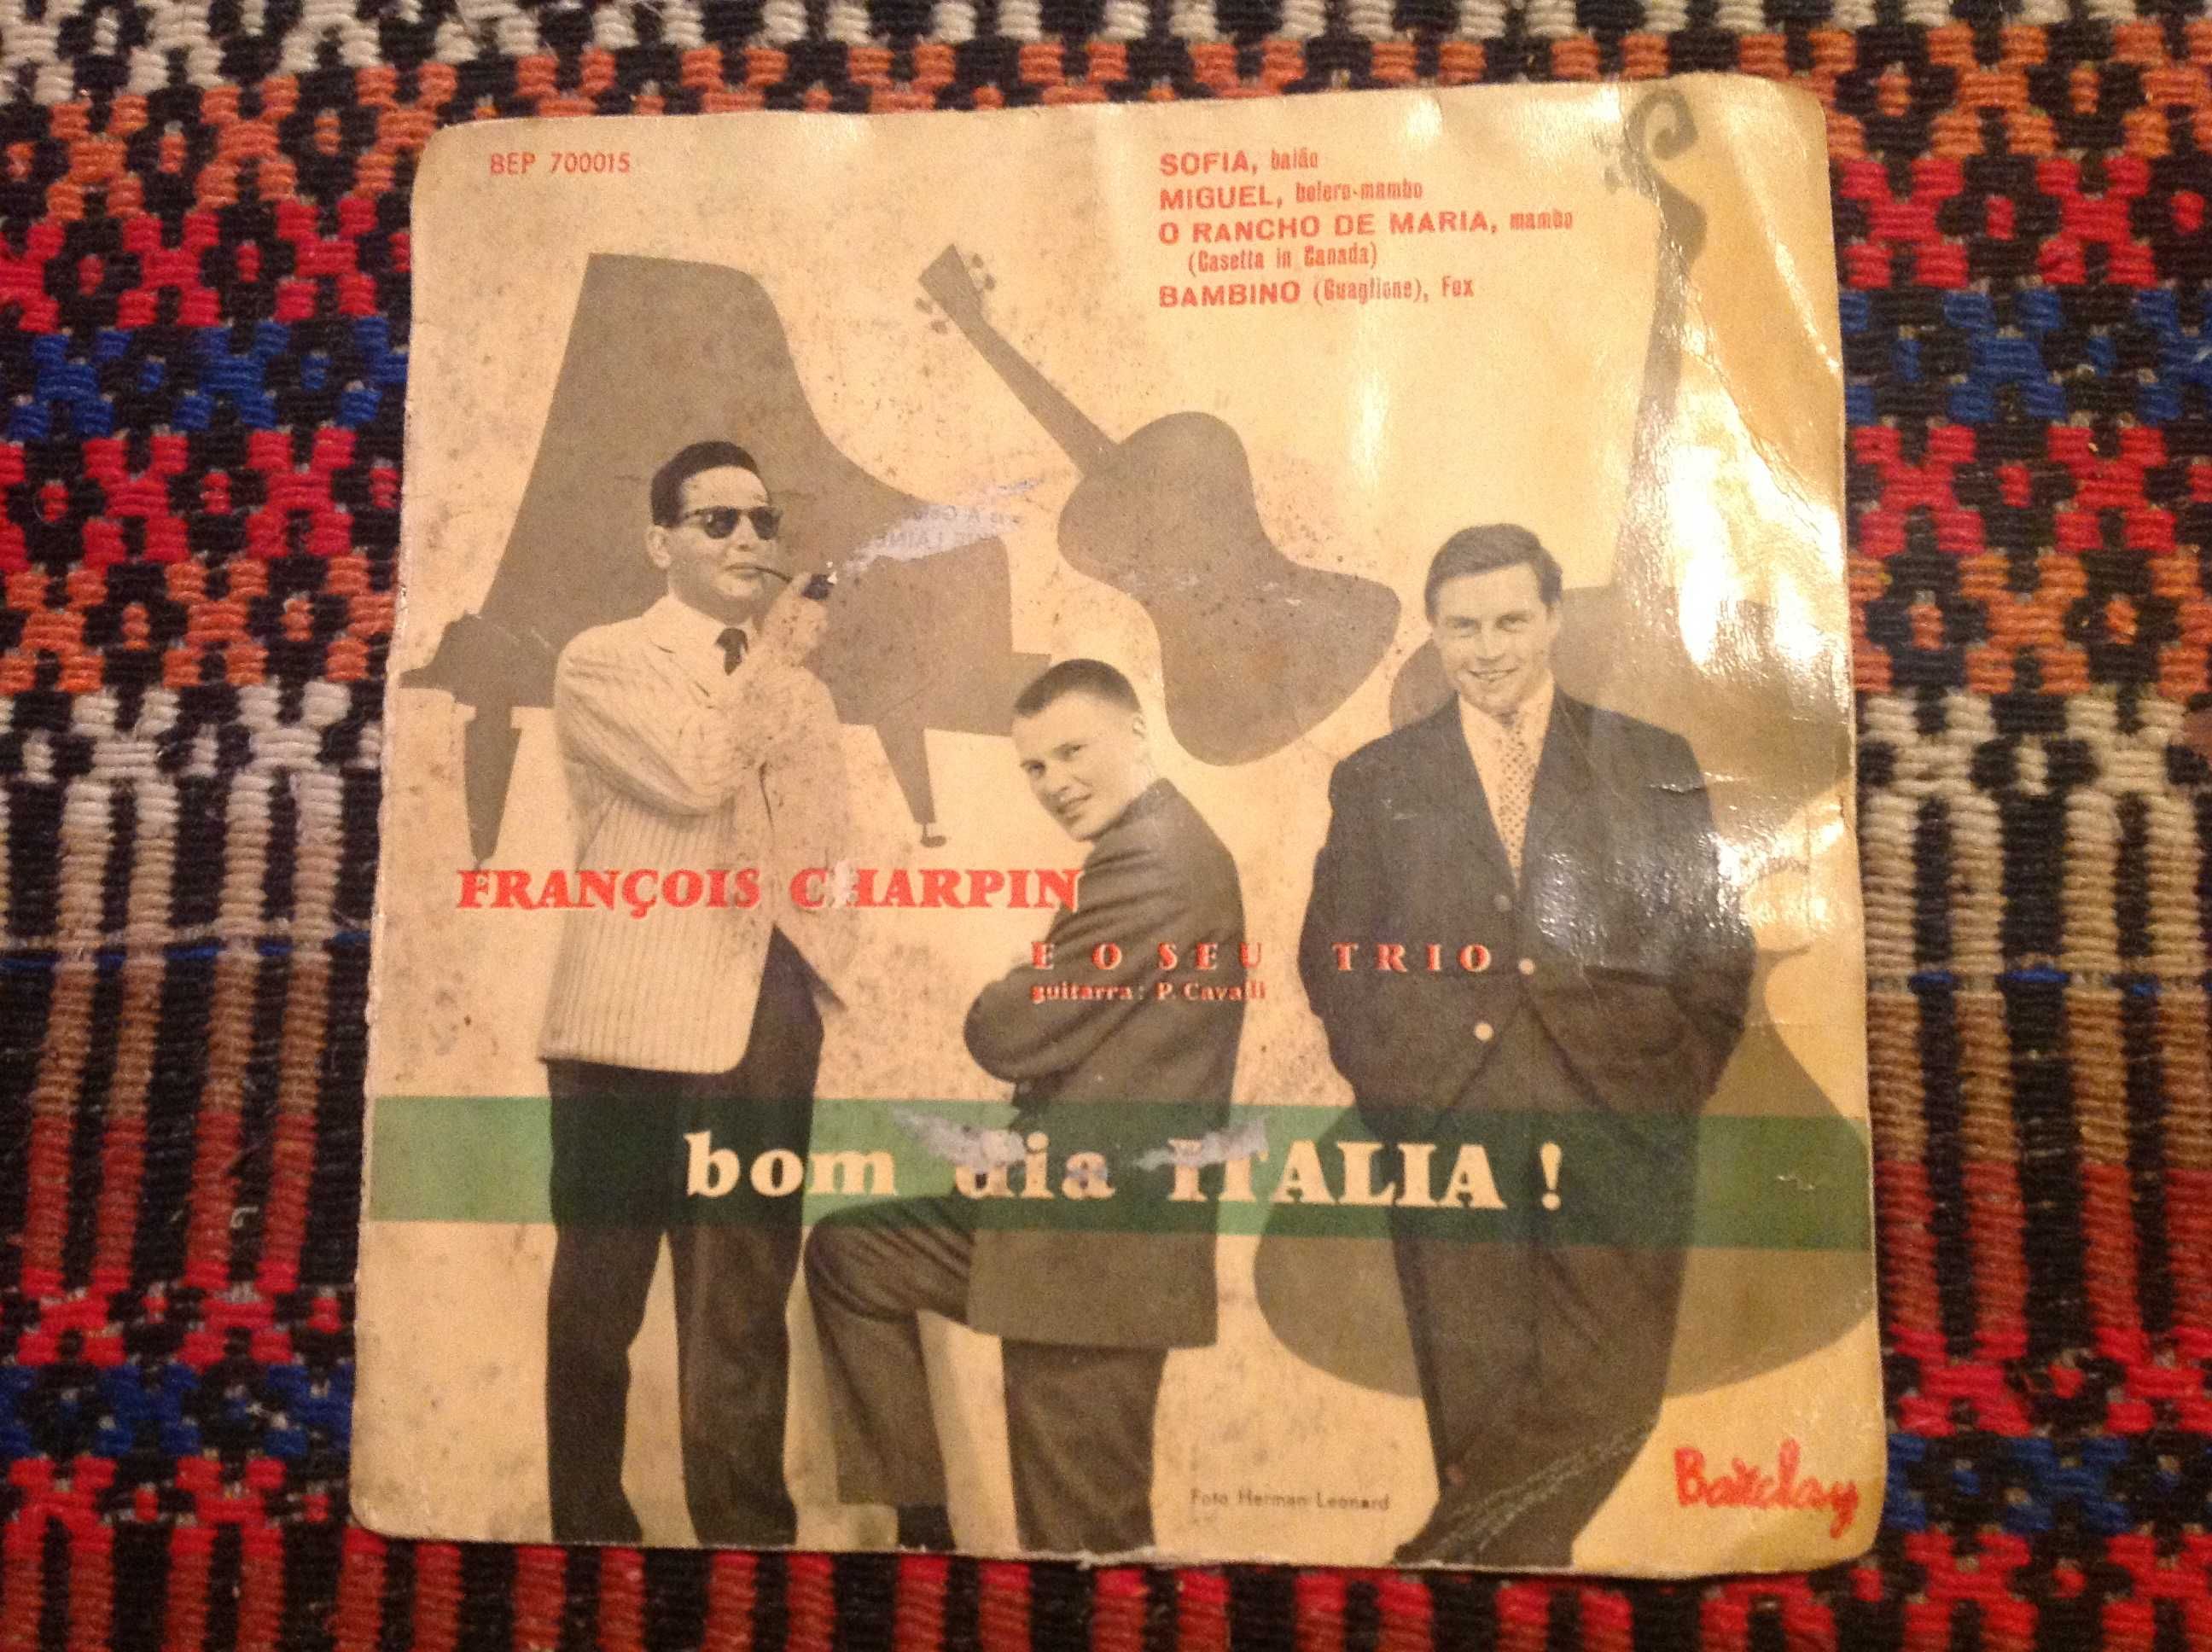 BEP 700015
SOFIA, baião
MIGUEL, bolero-mambo
O RANCHO DE MARIA, mambo
(Casetta in Canada)
BAMBINO (Guaglione), Fox
FRANÇOIS CHARPIN
E O SEU TRIO
guitarra: P. Cavalli
bom dia ITALIA !
Foto Herman Leonard
Barclay